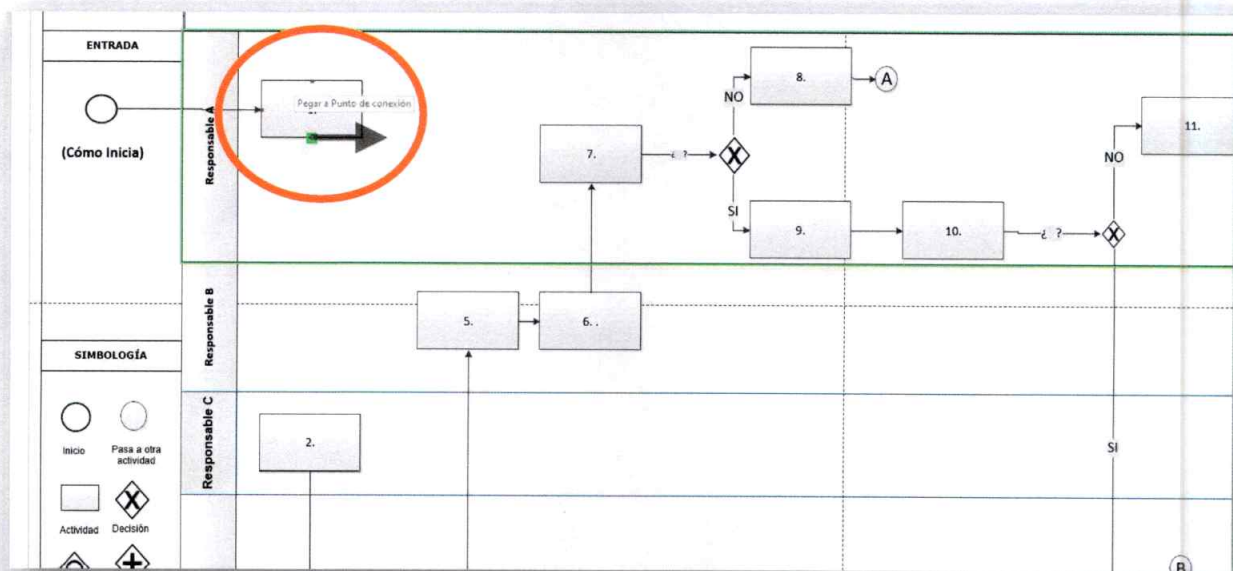 ENTRADA
(Cómo Inicia)
Responsable A
Pegar a Punto de conexión
7.
¿ ?
X
NO
8.
A
SI
9.
10.
¿ ?
X
NO
11.
SI
Responsable B
5.
6. .
SIMBOLOGÍA
Responsable C
2.
Inicio
Pasa a otra
actividad
Actividad
X
Decisión
B